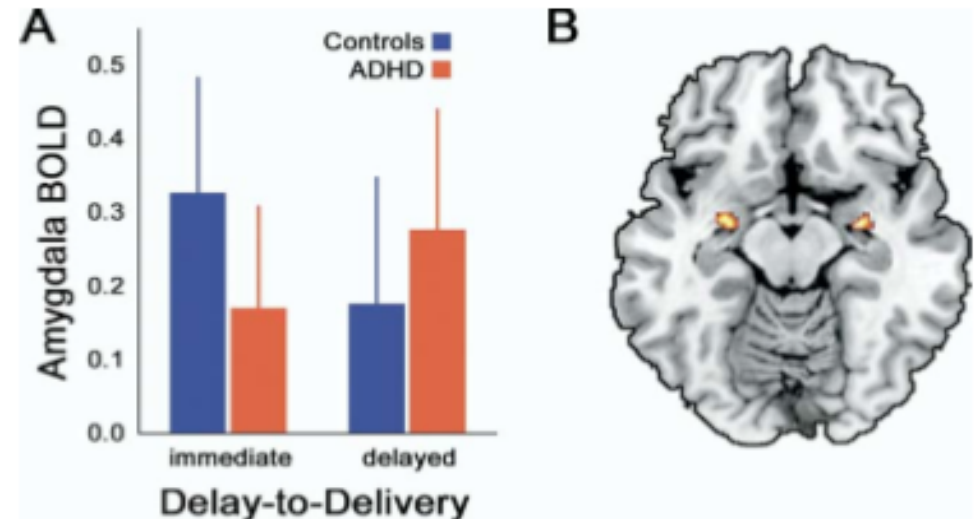 A
Controls
ADHD
Amygdala BOLD
0.5
0.4
0.3
0.2
0.1
0.0
immediate delayed
Delay-to-Delivery
B